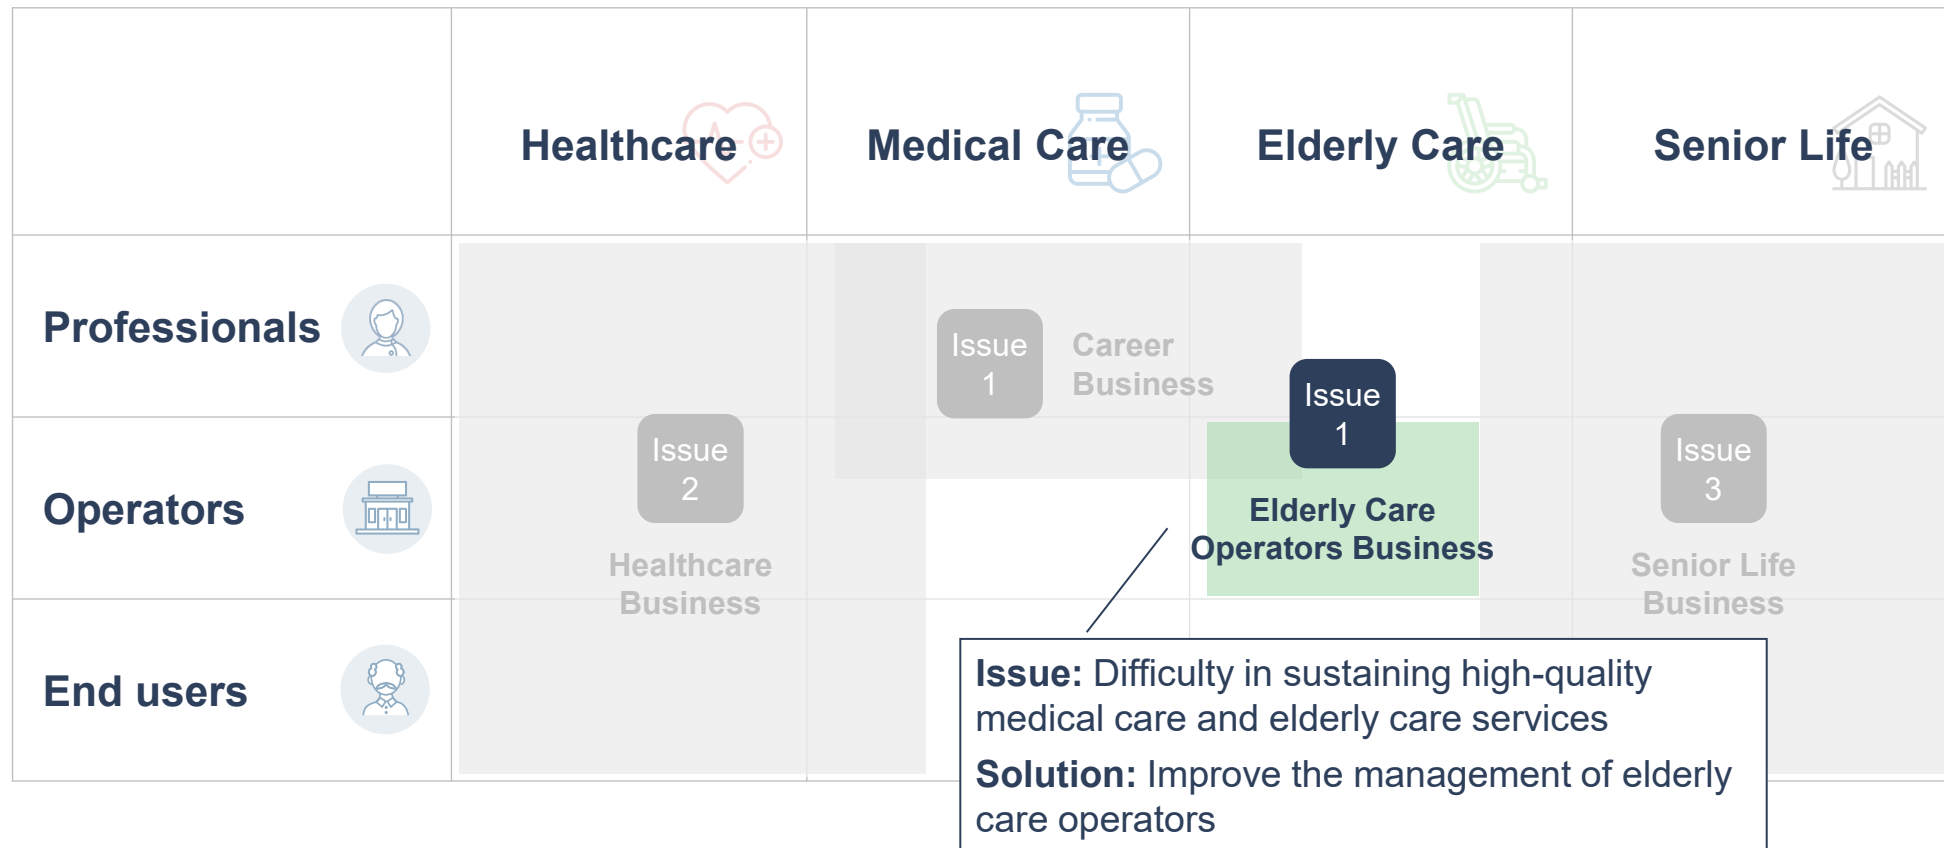 Healthcare
Medical Care
Elderly Care
Senior Life
Professionals
Issue
1
Career
Business
Issue
1
Operators
Issue
2
Healthcare
Business
Elderly Care
Operators Business
Issue
3
Senior Life
Business
End users
Issue: Difficulty in sustaining high-quality
medical care and elderly care services
Solution: Improve the management of elderly
care operators